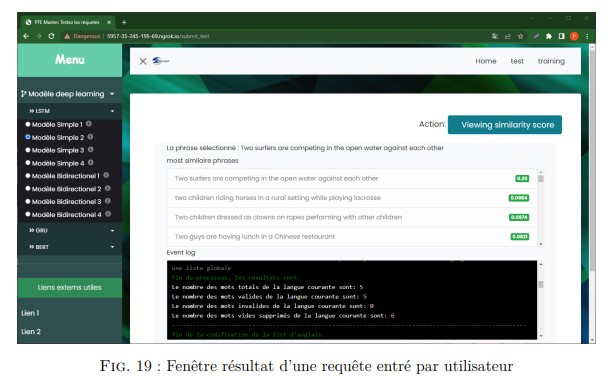 PTE Master: Testez les requetes
Dangerous | 5957-35-245-195-69.ngrok.io/submit_text
Menu
Home test training
Modèle deep learning
» LSTM
Modèle Simple 1
Modèle Simple 2
Modèle Simple 3
Modèle Simple 4
Modèle Bidirectionel 1
Modèle Bidirectionel 2
Modèle Bidirectionel 3
Modèle Bidirectionel 4
» GRU
» BERT
Liens externs utiles
Lien 1
Lien 2
Action: Viewing similarity score
La phrase sélectionné : Two surfers are competing in the open water against each other
most similaire phrases
Two surfers are competing in the open water against each other 0.25
two children riding horses in a rural setting while playing lacrosse 0.0984
Two children dressed as clowns on ropes performing with other children 0.0974
Two guys are having lunch in a Chinese restaurant 0.0921
Event log
une liste globale
Fin de processus, les resultats sont:
Le nombre des mots totals de la langue courante sont: 5
Le nombre des mots valides de la langue courante sont: 5
Le nombre des mots invalides de la langue courante sont: 0
Le nombre des mots vides supprimés de la langue courante sont: 6
fin de la codification de la list d'anglais.
FIG. 19 : Fenêtre résultat d'une requête entré par utilisateur